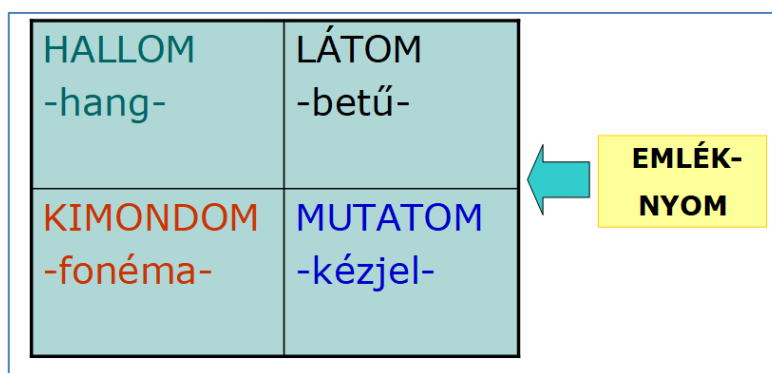 HALLOM
-hang-
LÁTOM
-betű-
KIMONDOM
-fonéma-
MUTATOM
-kézjel-
EMLÉK-
NYOM